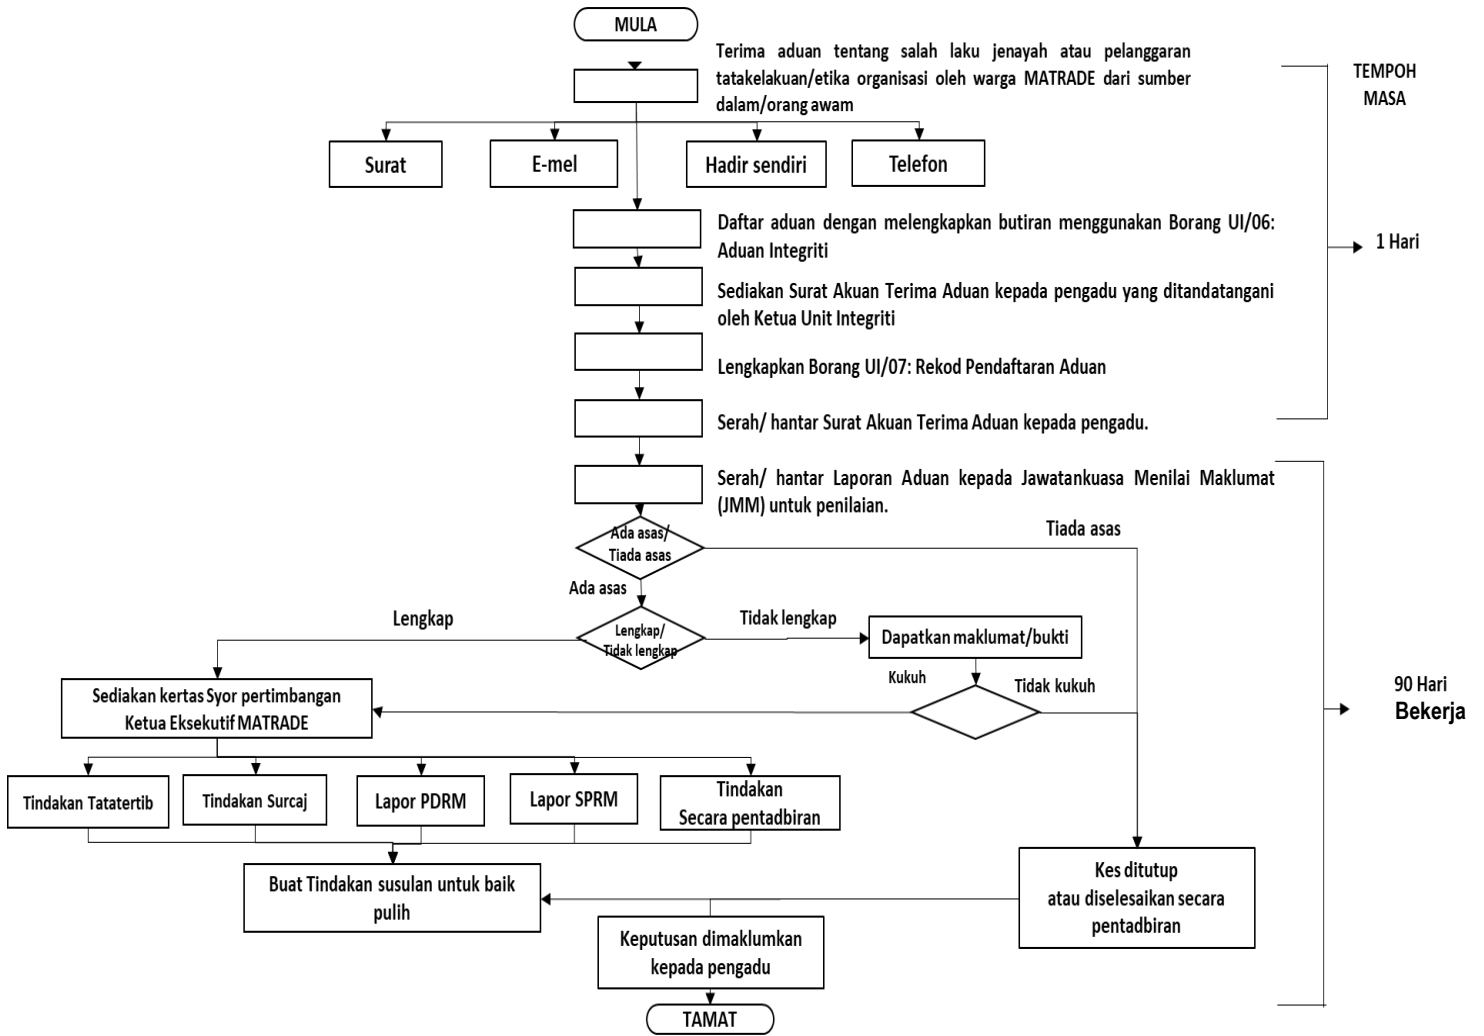 MULA
Terima aduan tentang salah laku jenayah atau pelanggaran
tatakelakuan/etika organisasi oleh warga MATRADE dari sumber
dalam/orang awam
TEMPOH
MASA
Surat
E-mel
Hadir sendiri
Telefon
Daftar aduan dengan melengkapkan butiran menggunakan Borang UI/06:
Aduan Integriti
1 Hari
Sediakan Surat Akuan Terima Aduan kepada pengadu yang ditandatangani
oleh Ketua Unit Integriti
Lengkapkan Borang UI/07: Rekod Pendaftaran Aduan
Serah/ hantar Surat Akuan Terima Aduan kepada pengadu.
Serah/ hantar Laporan Aduan kepada Jawatankuasa Menilai Maklumat
(JMM) untuk penilaian.
Ada asas/
Tiada asas
Tiada asas
Ada asas
Lengkap
Lengkap/
Tidak lengkap
Tidak lengkap
Dapatkan maklumat/bukti
Kukuh
Tidak kukuh
Sediakan kertas Syor pertimbangan
Ketua Eksekutif MATRADE
90 Hari
Bekerja
Tindakan Tatatertib
Tindakan Surcaj
Lapor PDRM
Lapor SPRM
Tindakan
Secara pentadbiran
Buat Tindakan susulan untuk baik
pulih
Kes ditutup
atau diselesaikan secara
pentadbiran
Keputusan dimaklumkan
kepada pengadu
TAMAT